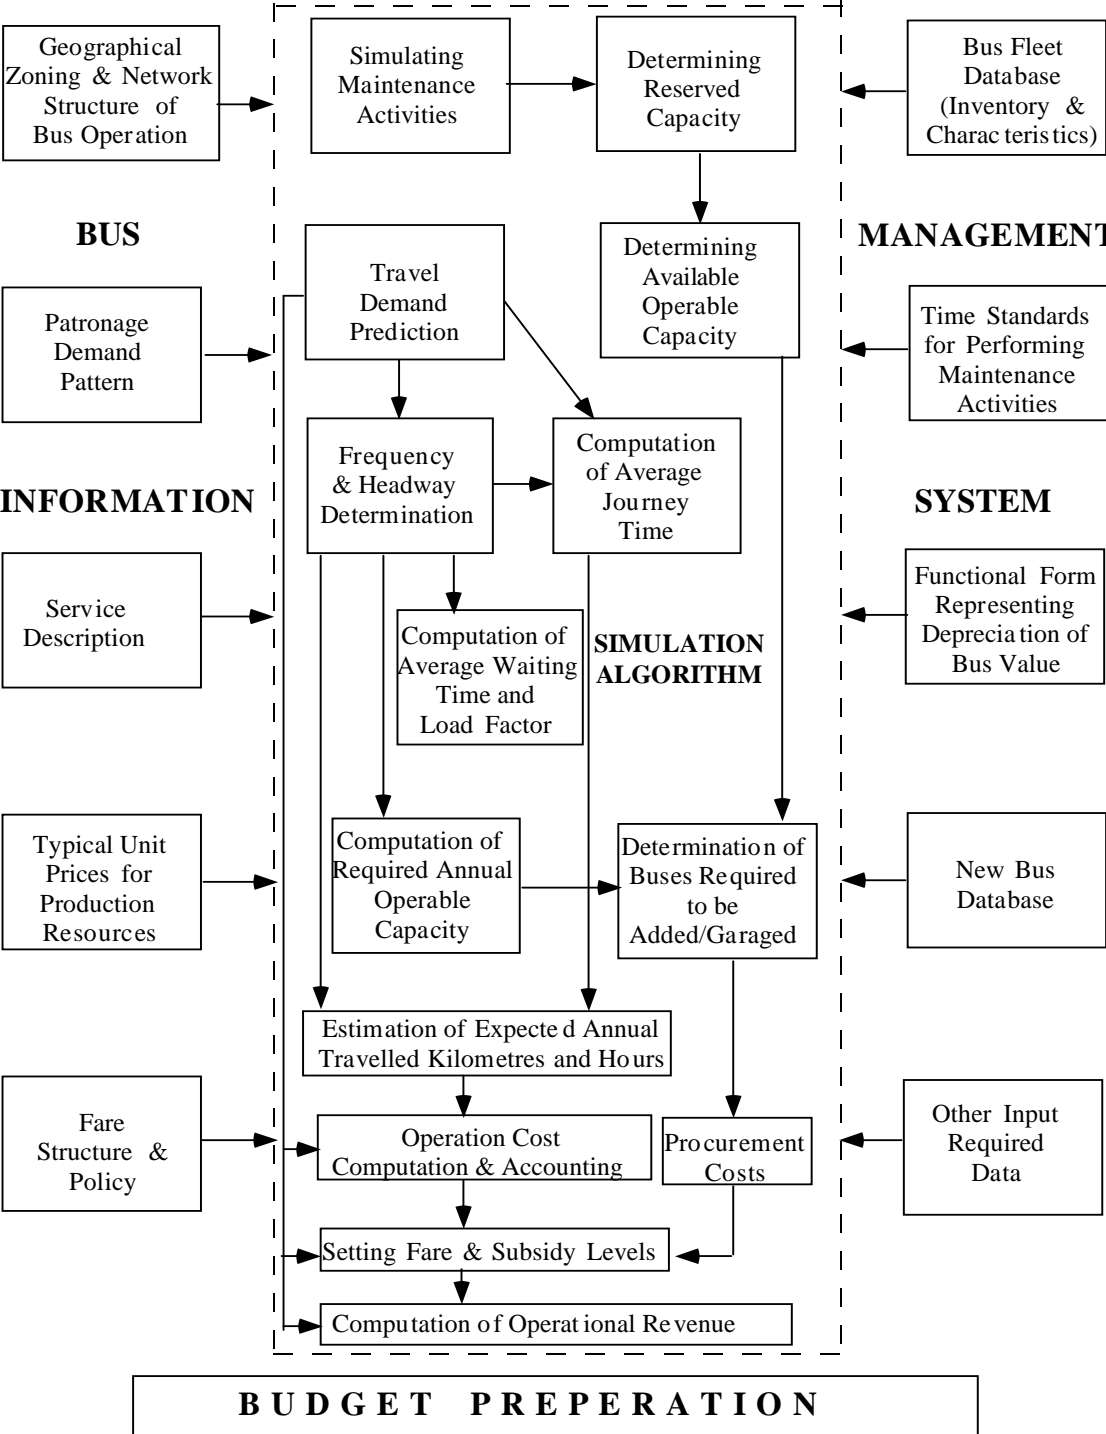 Geographical
Zoning & Network
Structure of
Bus Operation
Simulating
Maintenance
Activities
Determining
Reserved
Capacity
Bus Fleet
Database
(Inventory &
Characteristics)
BUS
MANAGEMENT
Travel
Demand
Prediction
Determining
Available
Operable
Capacity
Patronage
Demand
Pattern
Time Standards
for Performing
Maintenance
Activities
Frequency
& Headway
Determination
Computation
of Average
Journey
Time
INFORMATION
SYSTEM
Service
Description
Computation of
Average Waiting
Time and
Load Factor
SIMULATION
ALGORITHM
Functional Form
Representing
Depreciation of
Bus Value
Typical Unit
Prices for
Production
Resources
Computation of
Required Annual
Operable
Capacity
Determination of
Buses Required
to be
Added/Garaged
New Bus
Database
Estimation of Expected Annual
Travelled Kilometres and Hours
Fare
Structure &
Policy
Operation Cost
Computation & Accounting
Procurement
Costs
Other Input
Required
Data
Setting Fare & Subsidy Levels
Computation of Operational Revenue
BUDGET PREPERATION